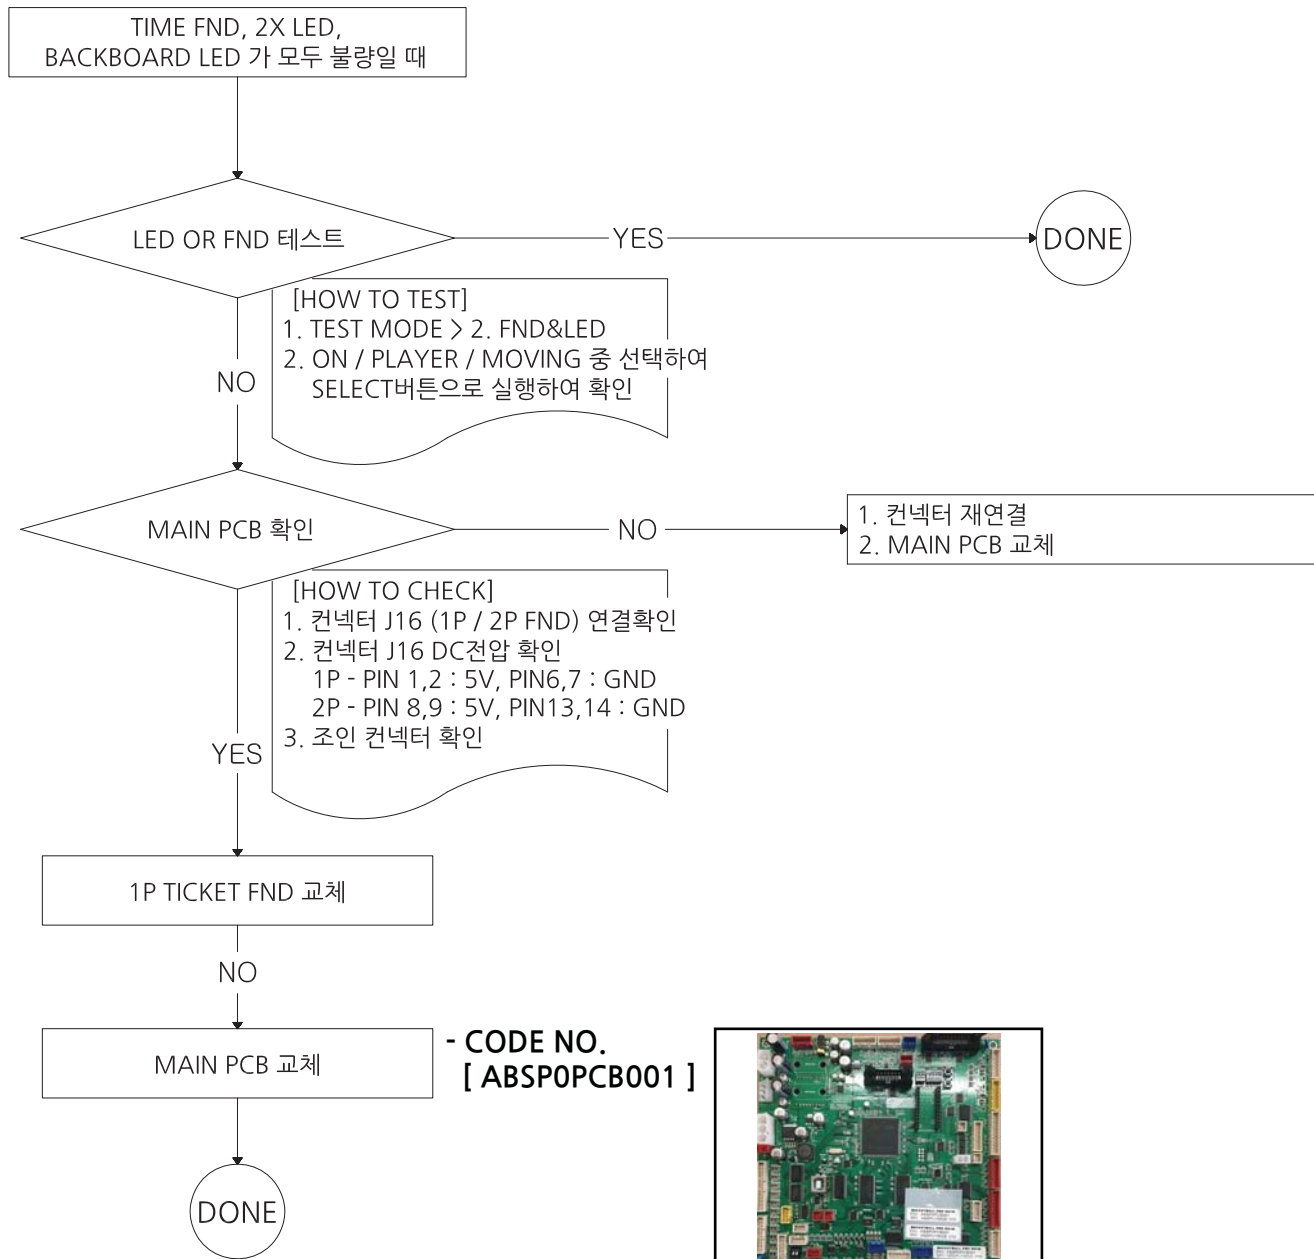 TIME FND, 2X LED,
BACKBOARD LED 가 모두 불량일 때
LED OR FND 테스트
YES
DONE
[HOW TO TEST]
1. TEST MODE > 2. FND&LED
2. ON / PLAYER / MOVING 중 선택하여
SELECT버튼으로 실행하여 확인
NO
MAIN PCB 확인
NO
1. 컨넥터 재연결
2. MAIN PCB 교체
[HOW TO CHECK]
1. 컨넥터 J16 (1P / 2P FND) 연결확인
2. 컨넥터 J16 DC전압 확인
1P - PIN 1,2 : 5V, PIN6,7 : GND
2P - PIN 8,9 : 5V, PIN13,14 : GND
3. 조인 컨넥터 확인
YES
1P TICKET FND 교체
NO
MAIN PCB 교체
- CODE NO.
[ ABSP0PCB001 ]
DONE